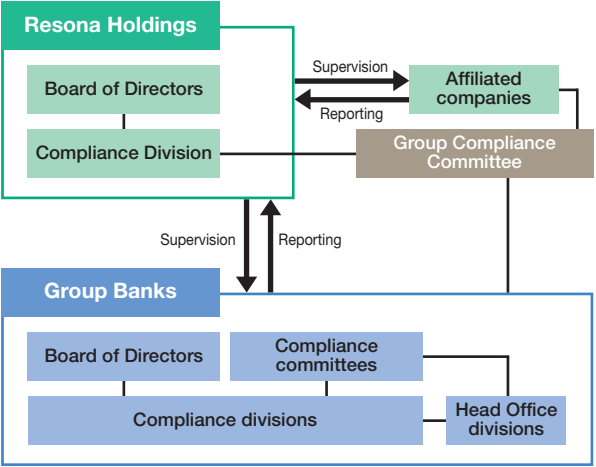 Resona Holdings
Board of Directors
Compliance Division
Supervision
Reporting
Affiliated
companies
Group Compliance
Committee
Supervision
Reporting
Group Banks
Board of Directors
Compliance
committees
Compliance divisions
Head Office
divisions